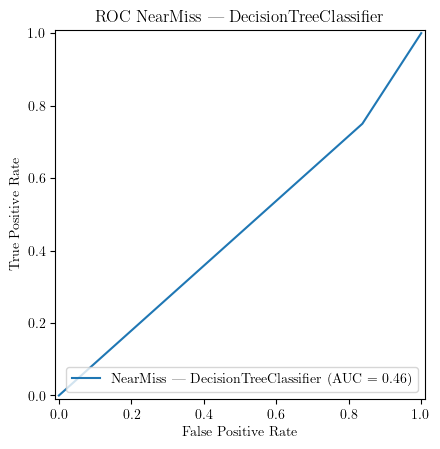 ROC NearMiss — DecisionTreeClassifier
1.0
0.8
0.6
0.4
0.2
0.0
True Positive Rate
NearMiss — DecisionTreeClassifier (AUC = 0.46)
0.0 0.2 0.4 0.6 0.8 1.0
False Positive Rate